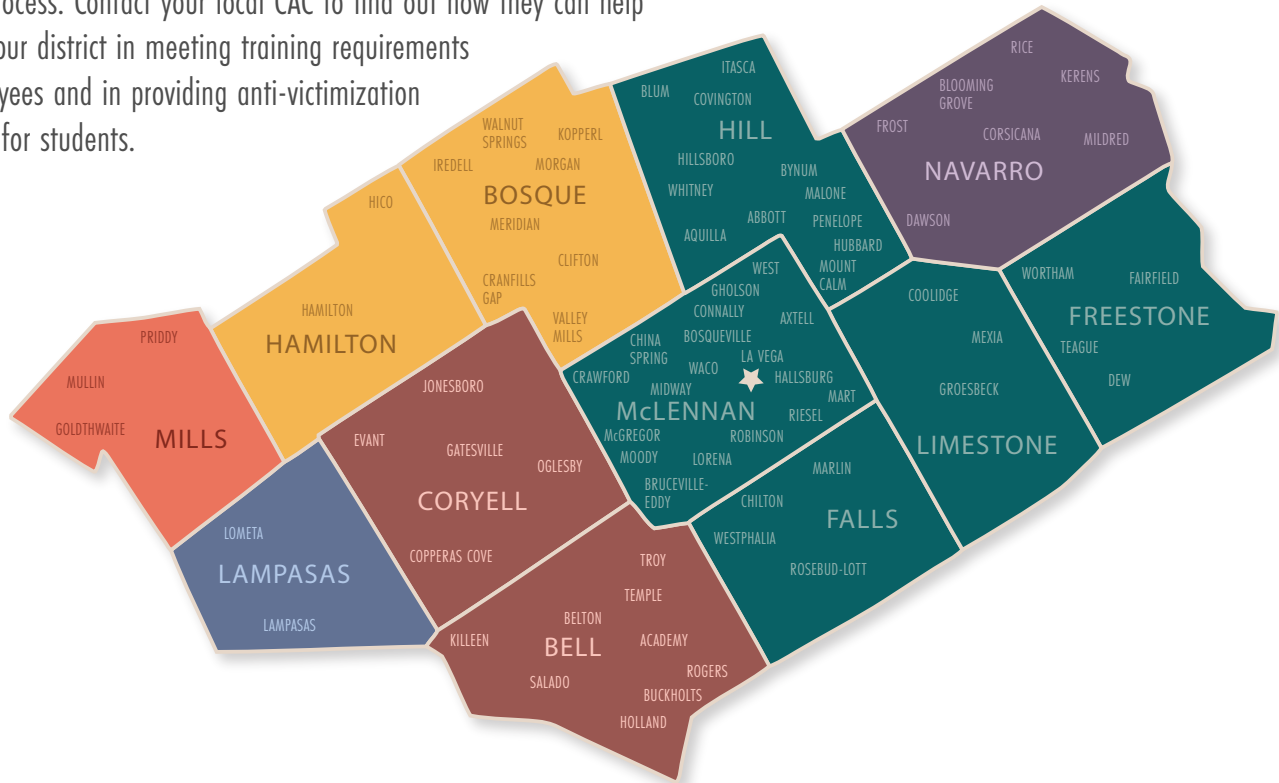 ocess. Contact your local CAC to find out how they can help
our district in meeting training requirements
yees and in providing anti-victimization
for students.
RICE
KERENS
BLOOMING
GROVE
FROST
CORSICANA
MILDRED
NAVARRO
DAWSON
ITASCA
BLUM
COVINGTON
HILL
HILLSBORO
BYNUM
WHITNEY
MALONE
ABBOTT
PENELOPE
AQUILLA
HUBBARD
MOUNT
CALM
WALNUT
SPRINGS
KOPPERL
IREDELL
MORGAN
BOSQUE
MERIDIAN
CLIFTON
CRANFILLS
GAP
VALLEY
MILLS
HICO
HAMILTON
HAMILTON
PRIDDY
MULLIN
GOLDTHWAITE
MILLS
LOMETA
LAMPASAS
LAMPASAS
JONESBORO
EVANT
GATESVILLE
OGLESBY
CORYELL
COPPERAS COVE
WEST
GHOLSON
CONNALLY
AXTELL
BOSQUEVILLE
CHINA
SPRING
LA VEGA
WACO
CRAWFORD
HALLSBURG
MIDWAY
MART
McLENNAN
RIESEL
McGREGOR
ROBINSON
MOODY
LORENA
BRUCEVILLE-
EDDY
WORTHAM
FAIRFIELD
FREESTONE
TEAGUE
DEW
COOLIDGE
MEXIA
GROESBECK
LIMESTONE
MARLIN
CHILTON
FALLS
WESTPHALIA
ROSEBUD-LOTT
TROY
TEMPLE
BELTON
KILLEEN
ACADEMY
BELL
ROGERS
SALADO
BUCKHOLTS
HOLLAND